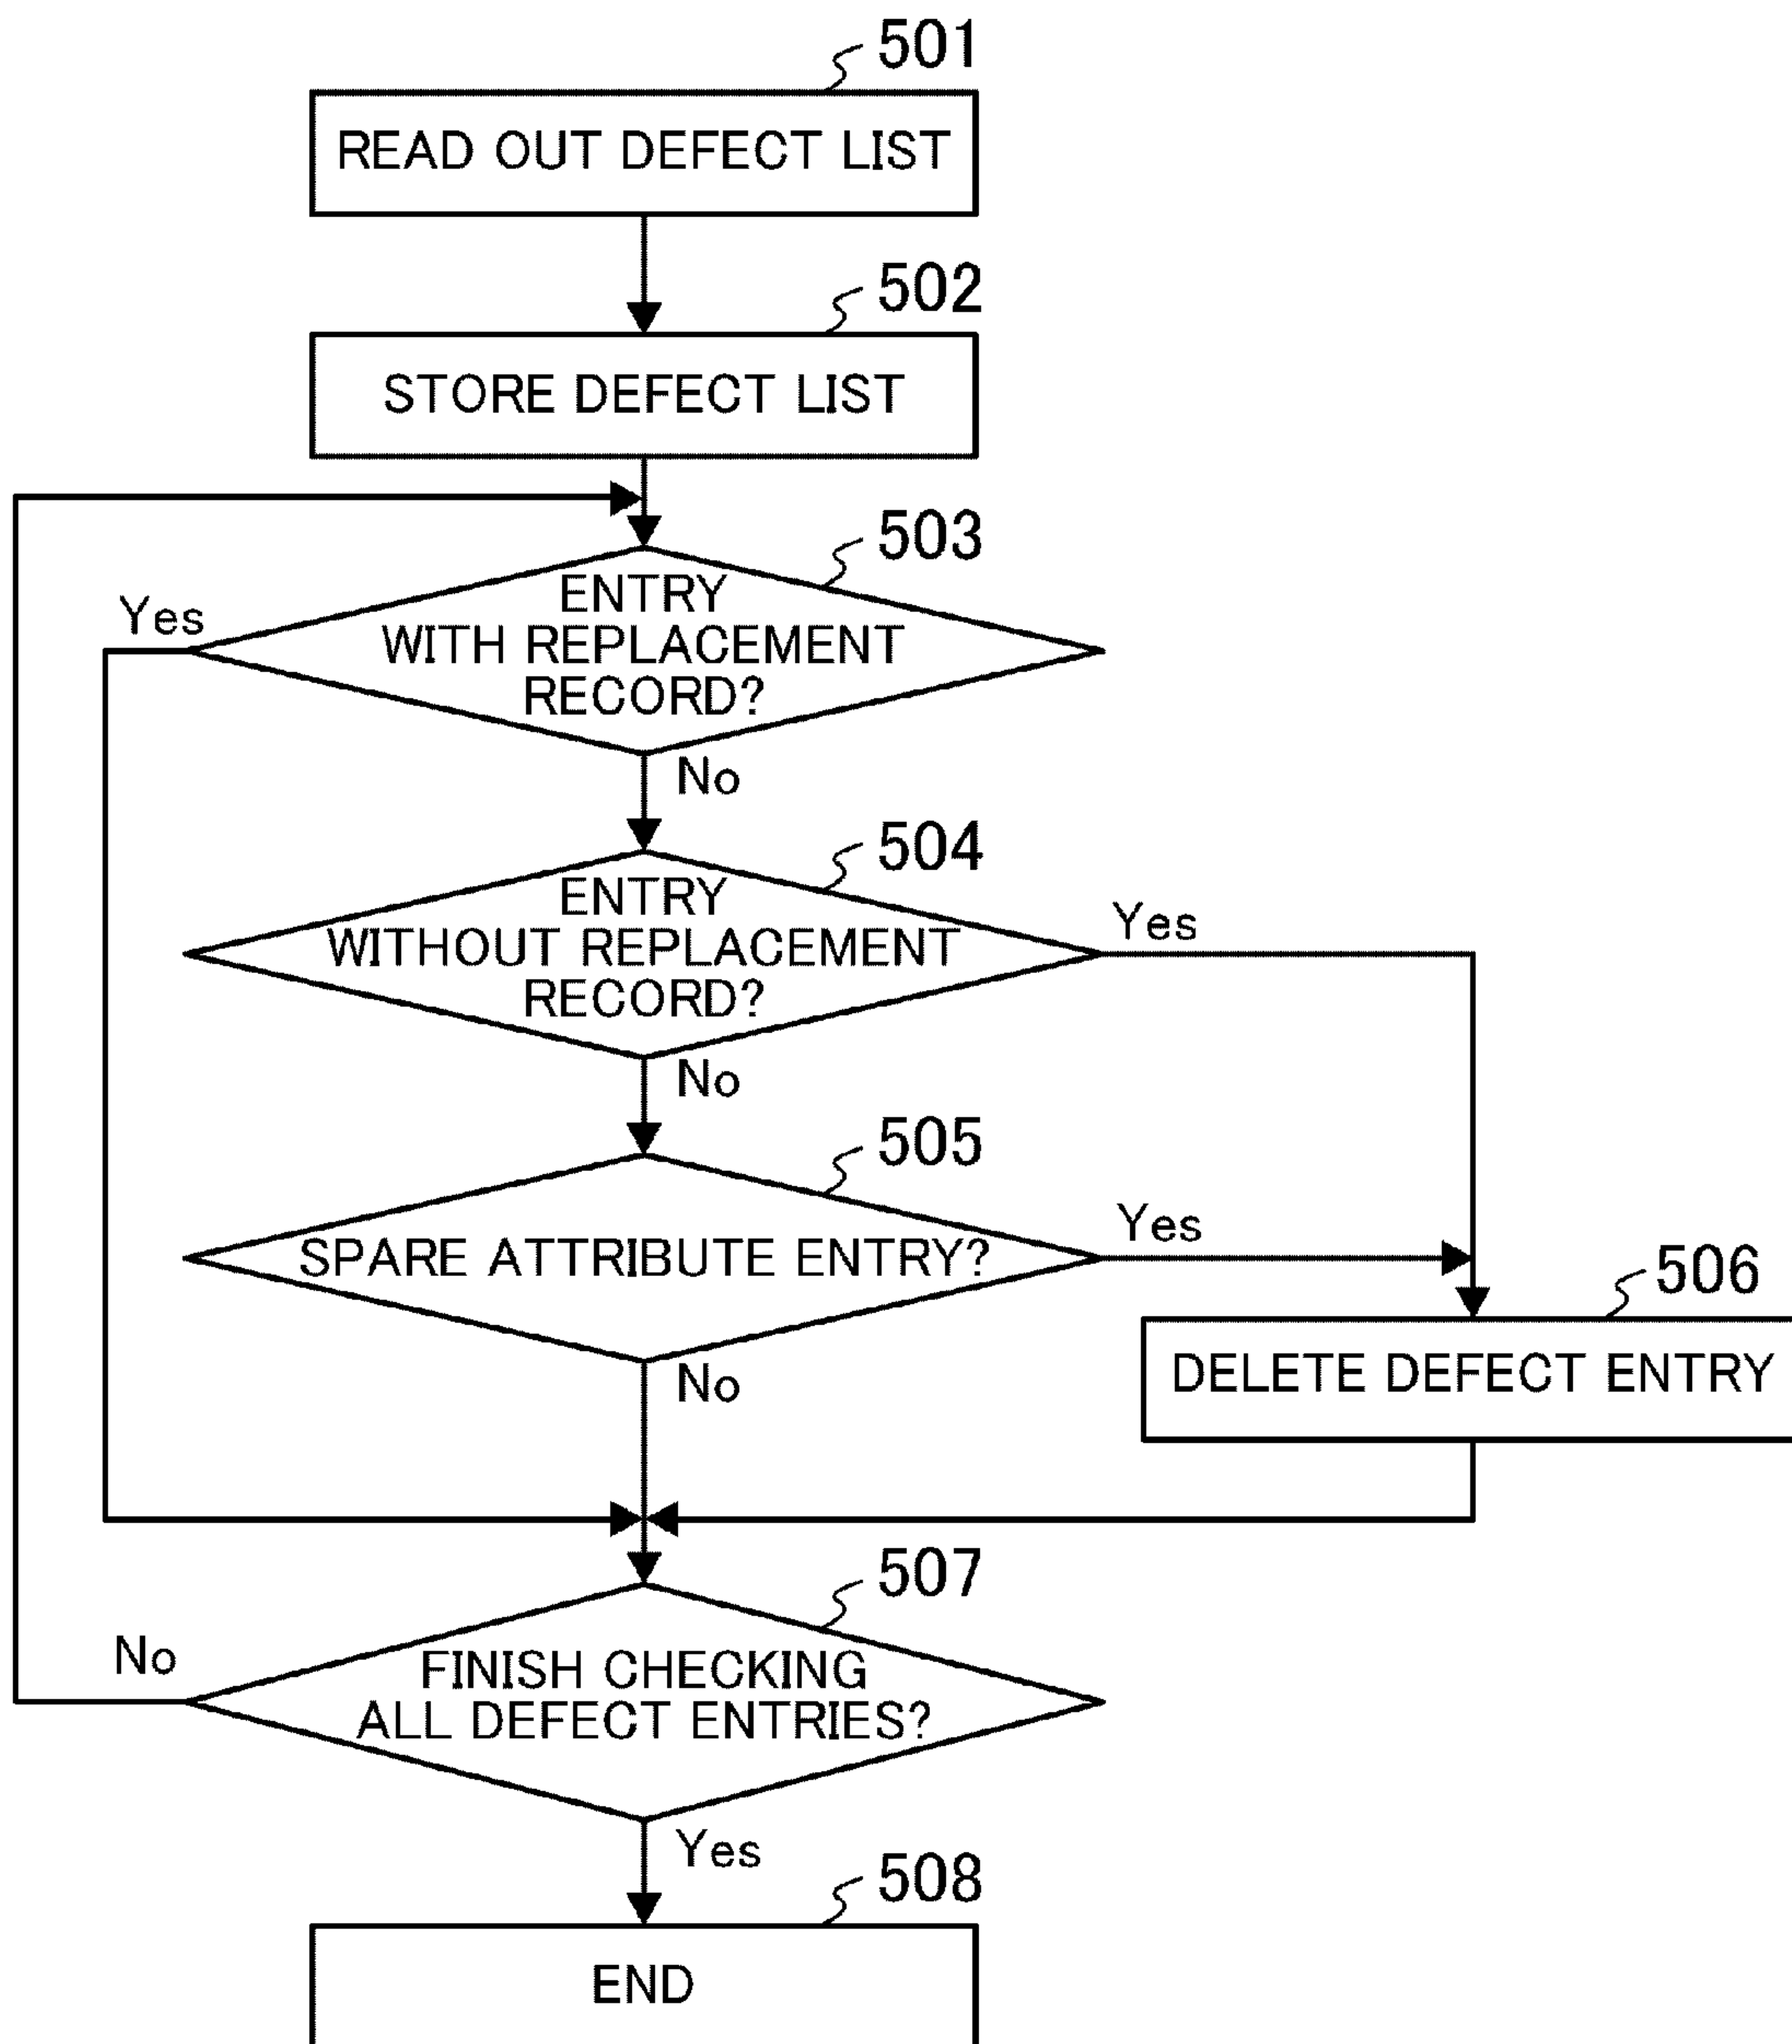 501
READ OUT DEFECT LIST
502
STORE DEFECT LIST
503
ENTRY
WITH REPLACEMENT
RECORD?
Yes
No
504
ENTRY
WITHOUT REPLACEMENT
RECORD?
Yes
No
505
SPARE ATTRIBUTE ENTRY?
Yes
No
506
DELETE DEFECT ENTRY
507
FINISH CHECKING
ALL DEFECT ENTRIES?
No
Yes
508
END